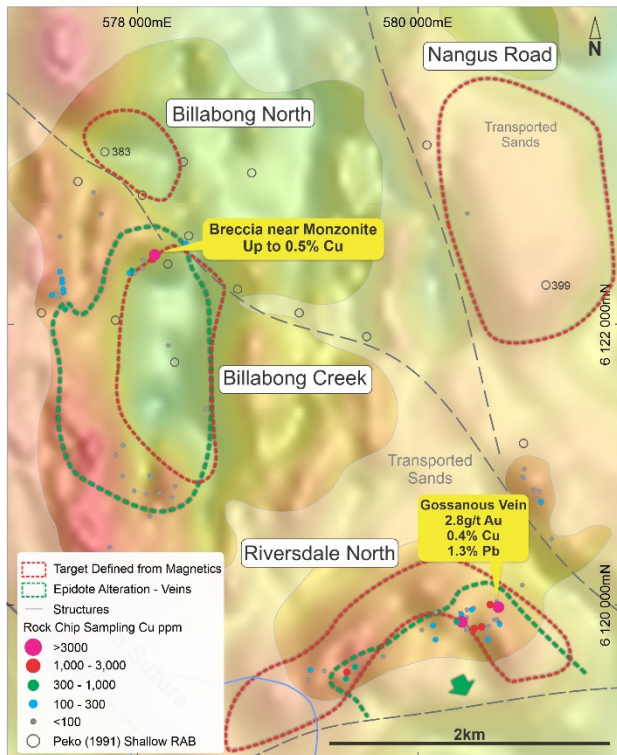 578 000mE
580 000mE
N
Nangus Road
Transported
Sands
Billabong North
383
Breccia near Monzonite
Up to 0.5% Cu
399
6 122 000mN
Billabong Creek
Transported
Sands
Gossanous Vein
2.8g/t Au
0.4% Cu
1.3% Pb
Riversdale North
6 120 000mN
Target Defined from Magnetics
Epidote Alteration - Veins
Structures
Rock Chip Sampling Cu ppm
>3000
1,000 - 3,000
300 - 1,000
100 - 300
<100
Peko (1991) Shallow RAB
Suture
2km